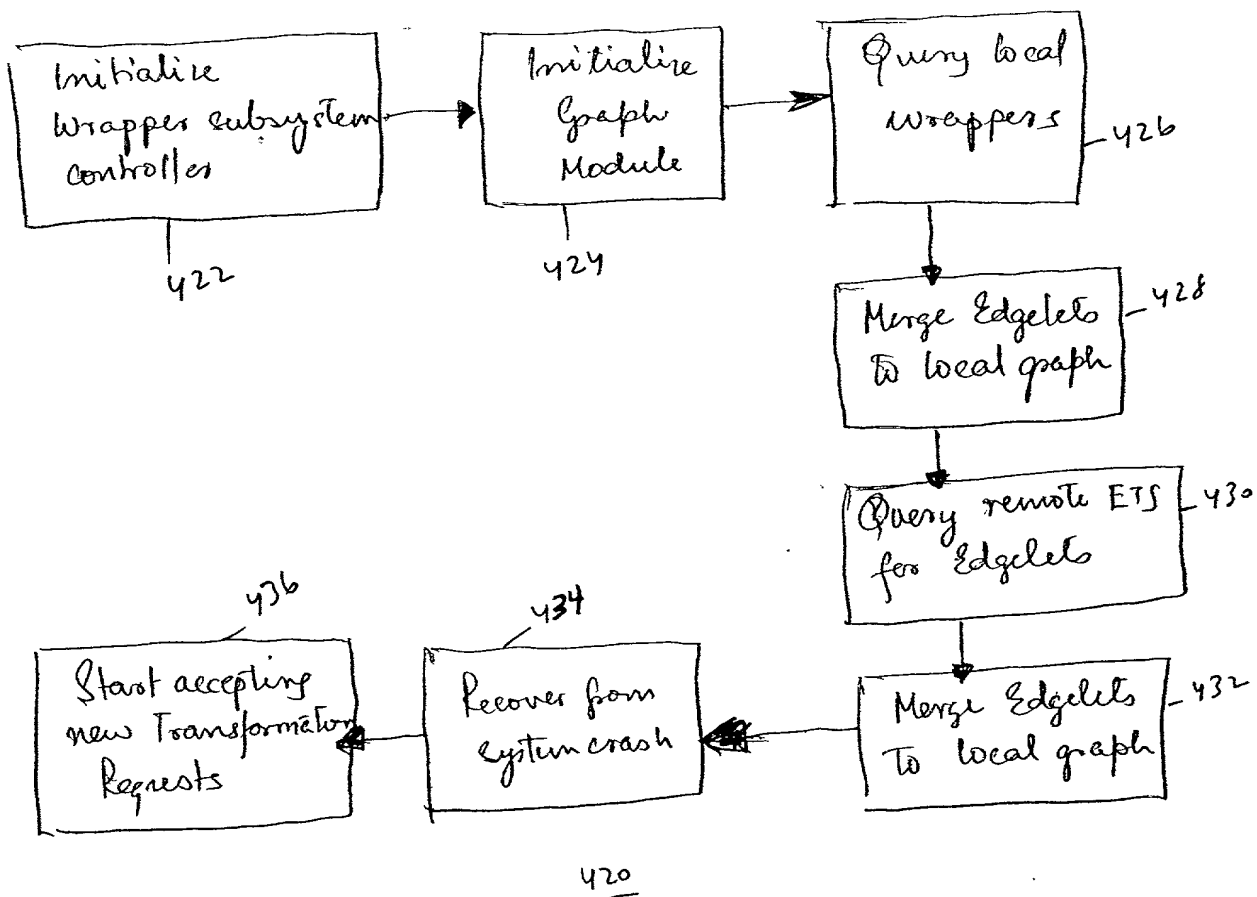 Initialize
Wrapper subsystem
controller
422
Initialize
Graph
Module
424
Query local
wrappers
426
Merge Edgelets
to local graph
428
Query remote ETS
for Edgelets
430
Merge Edgelets
To local graph
432
Recover from
system crash
434
Start accepting
new Transformation
Requests
436
420